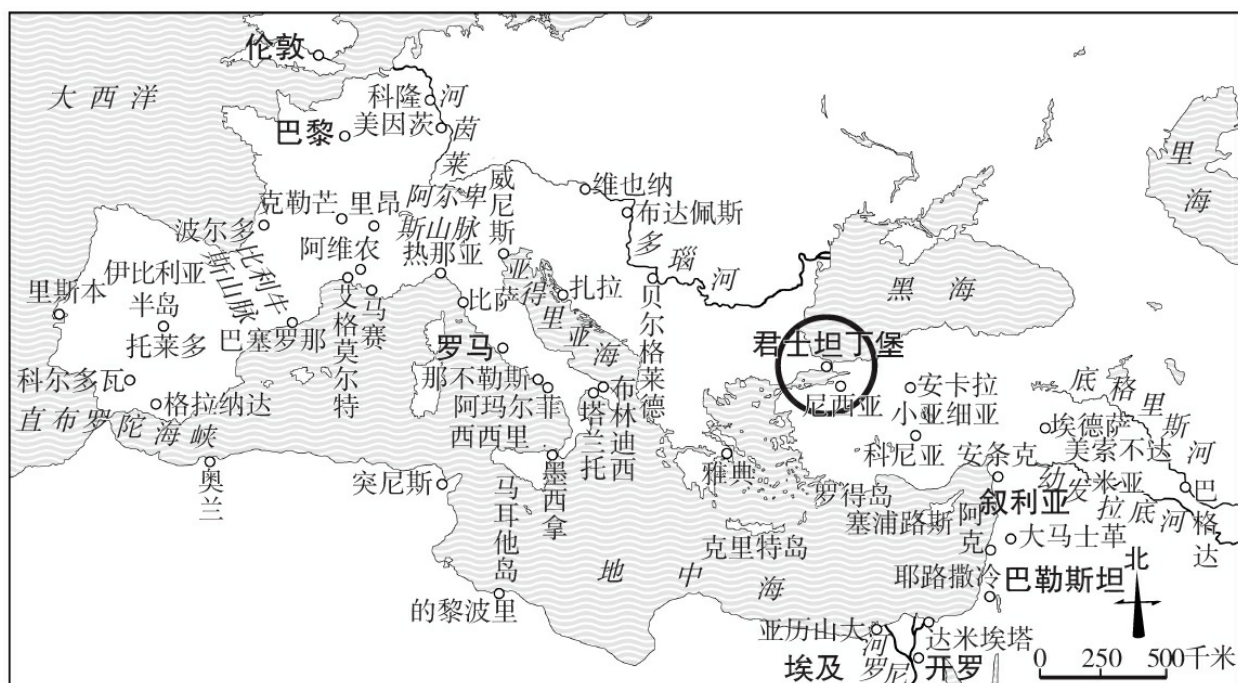 伦敦
大西洋
科隆
美因茨
巴黎
莱茵河
威尼斯
维也纳
布达佩斯
阿尔卑斯山脉
克勒芒
里昂
波尔多
阿维农
热那亚
比利牛斯山脉
多瑙河
里海
黑海
伊比利亚半岛
里斯本
托莱多
巴塞罗那
艾格莫尔特
马赛
比萨
亚得里亚海
扎拉
贝尔格莱德
君士坦丁堡
罗马
科尔多瓦
那不勒斯
阿玛尔菲
布林迪西
塔兰托
尼西亚
安卡拉
小亚细亚
底格里斯河
格拉纳达
直布罗陀海峡
西西里
科尼亚
埃德萨
美索不达米亚
安条克
幼发拉底河
巴格达
奥兰
突尼斯
墨西拿
马耳他岛
雅典
罗得岛
塞浦路斯
叙利亚
阿克
大马士革
克里特岛
地中海
耶路撒冷
巴勒斯坦
北
的黎波里
亚历山大
达米埃塔
尼罗河
埃及
开罗
0 250 500千米